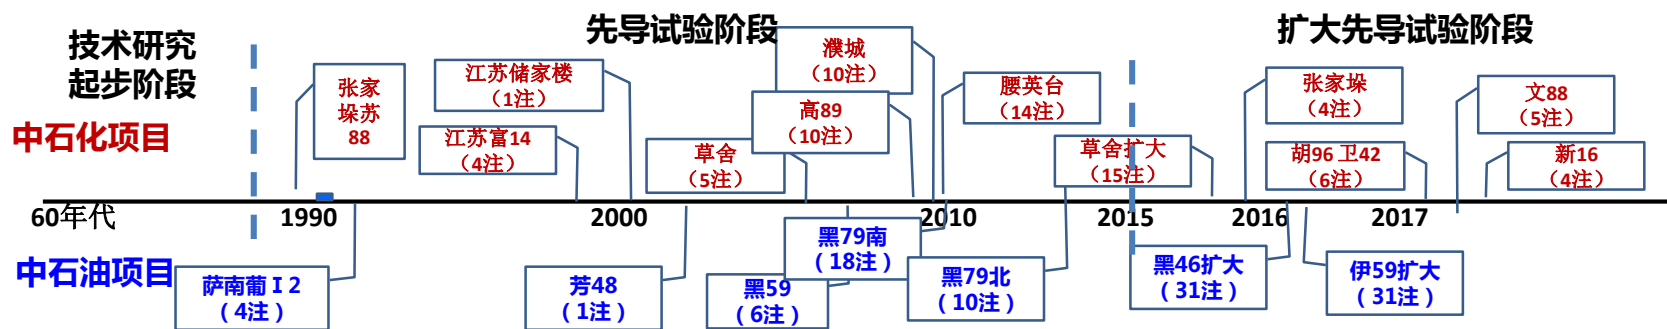 技术研究
起步阶段
先导试验阶段
扩大先导试验阶段
中石化项目
张家
垛苏
88
江苏储家楼
（1注）
江苏富14
（4注）
草舍
（5注）
濮城
（10注）
高89
（10注）
腰英台
（14注）
草舍扩大
（15注）
张家垛
（4注）
胡96 卫42
（6注）
文88
（5注）
新16
（4注）
60年代
1990
2000
2010
2015
2016
2017
中石油项目
萨南葡Ⅰ2
（4注）
芳48
（1注）
黑59
（6注）
黑79南
（18注）
黑79北
（10注）
黑46扩大
（31注）
伊59扩大
（31注）